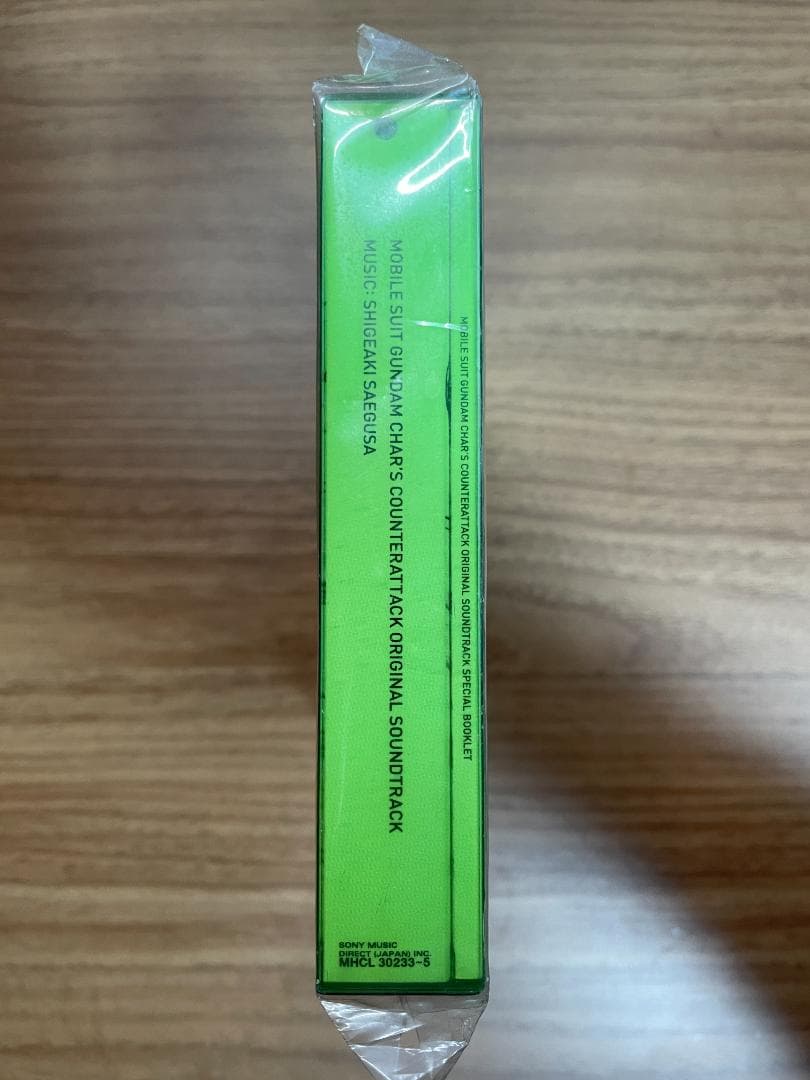 MOBILE SUIT GUNDAM CHAR'S COUNTERATTACK ORIGINAL SOUNDTRACK
MUSIC: SHIGEAKI SAEGUSA
MOBILE SUIT GUNDAM CHAR'S COUNTERATTACK ORIGINAL SOUNDTRACK SPECIAL BOOKLET
SONY MUSIC
DIRECT (JAPAN) INC.
MHCL 30233~5